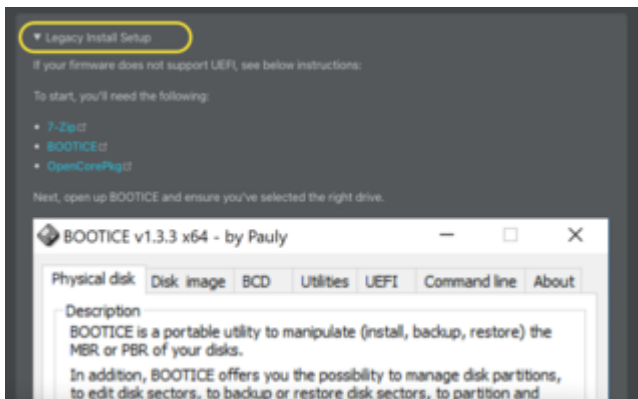 ▼ Legacy Install Setup
If your firmware does not support UEFI, see below instructions:
To start, you'll need the following:
• 7-Zip
• BOOTICE
• OpenCorePkg
Next, open up BOOTICE and ensure you've selected the right drive.
BOOTICE v1.3.3 x64 - by Pauly
Physical disk Disk image BCD Utilities UEFI Command line About
Description
BOOTICE is a portable utility to manipulate (install, backup, restore) the
MBR or PBR of your disks.
In addition, BOOTICE offers you the possibility to manage disk partitions,
to edit disk sectors, to backup or restore disk sectors, to partition and